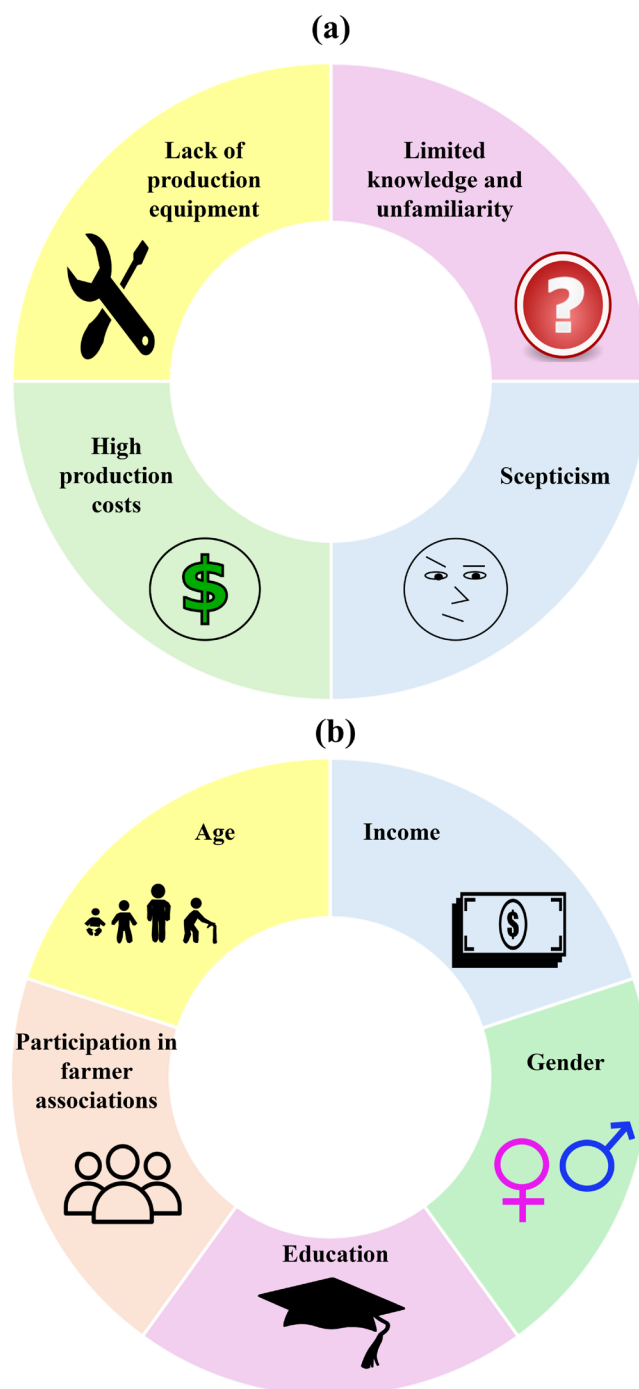 (a)
Lack of
production
equipment
Limited
knowledge and
unfamiliarity
?
High
production
costs
$
Scepticism
(b)
Age
Income
$
Participation in
farmer
associations
Gender
Education